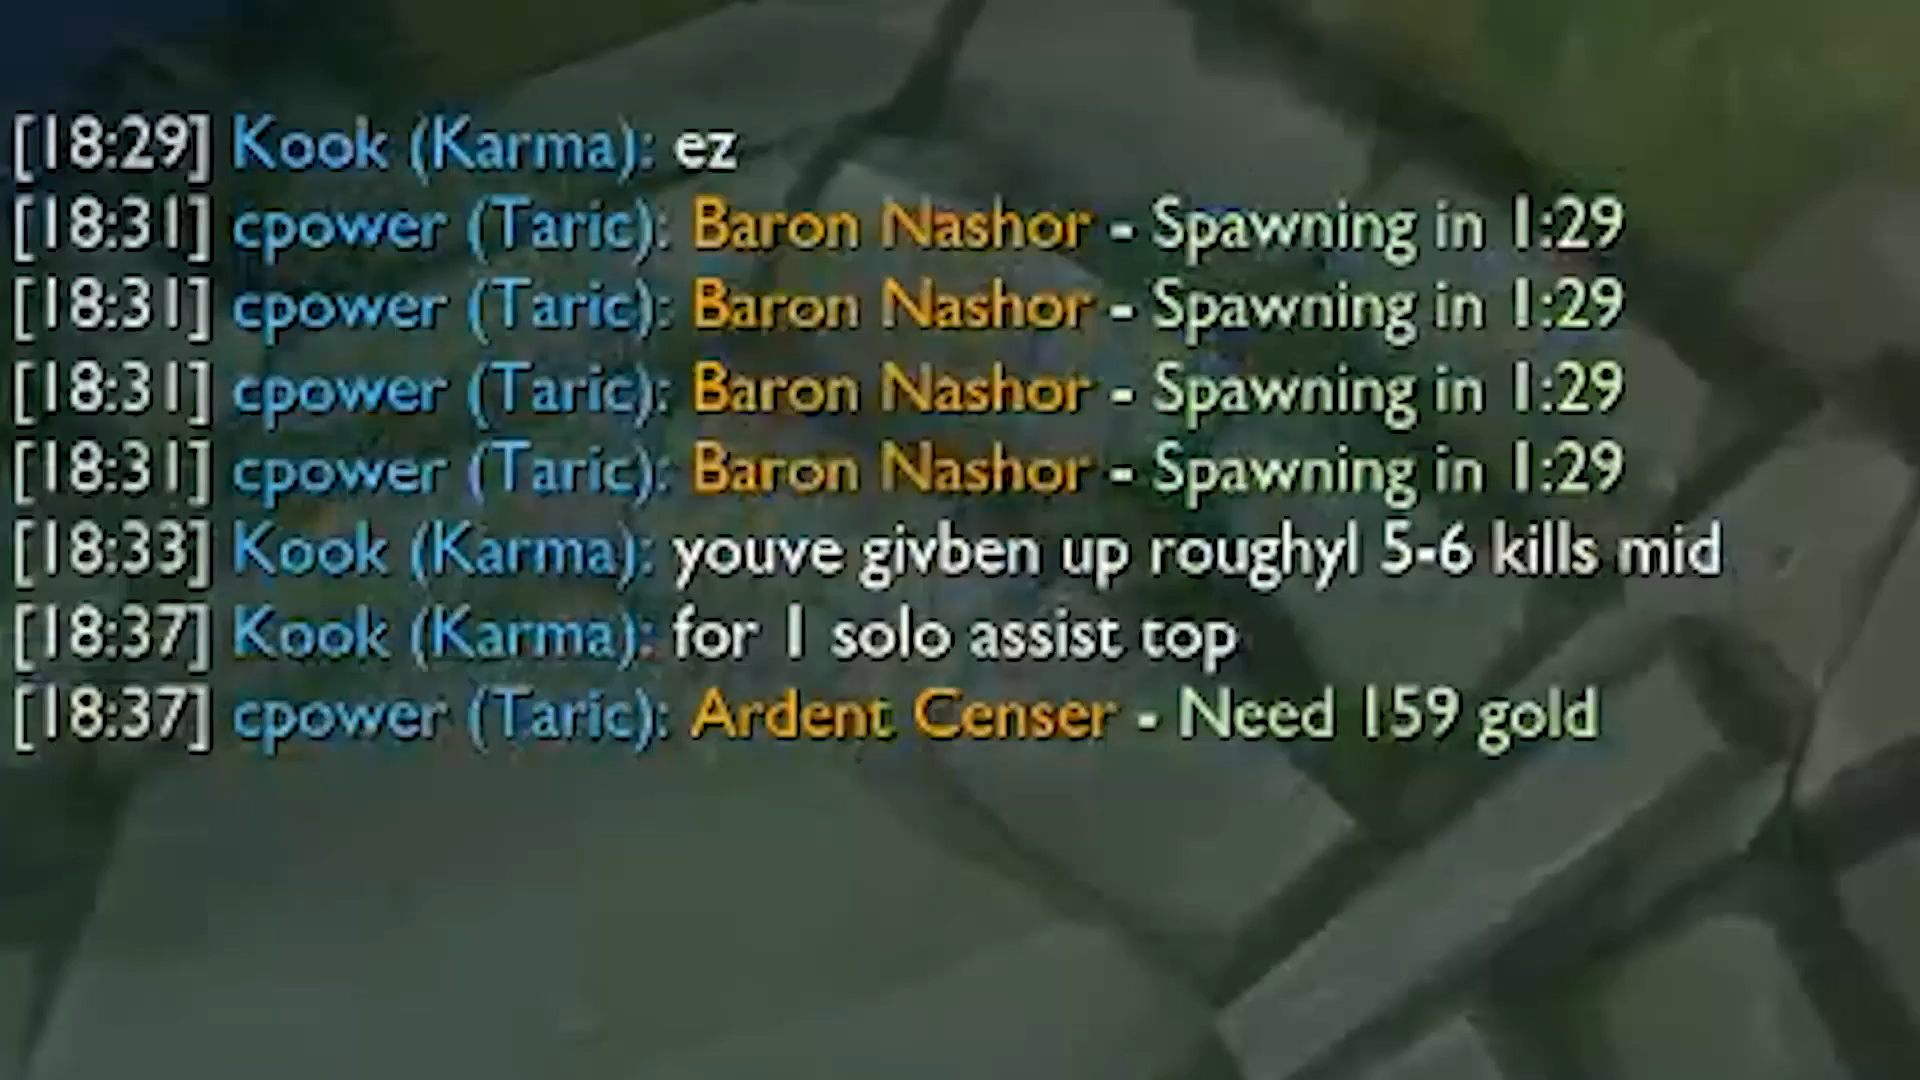 [18:29] Kook (Karma): ez
[18:31] cpower (Taric): Baron Nashor - Spawning in 1:29
[18:31] cpower (Taric): Baron Nashor - Spawning in 1:29
[18:31] cpower (Taric): Baron Nashor - Spawning in 1:29
[18:31] cpower (Taric): Baron Nashor - Spawning in 1:29
[18:33] Kook (Karma): youve givben up roughyl 5-6 kills mid
[18:37] Kook (Karma): for 1 solo assist top
[18:37] cpower (Taric): Ardent Censer - Need 159 gold